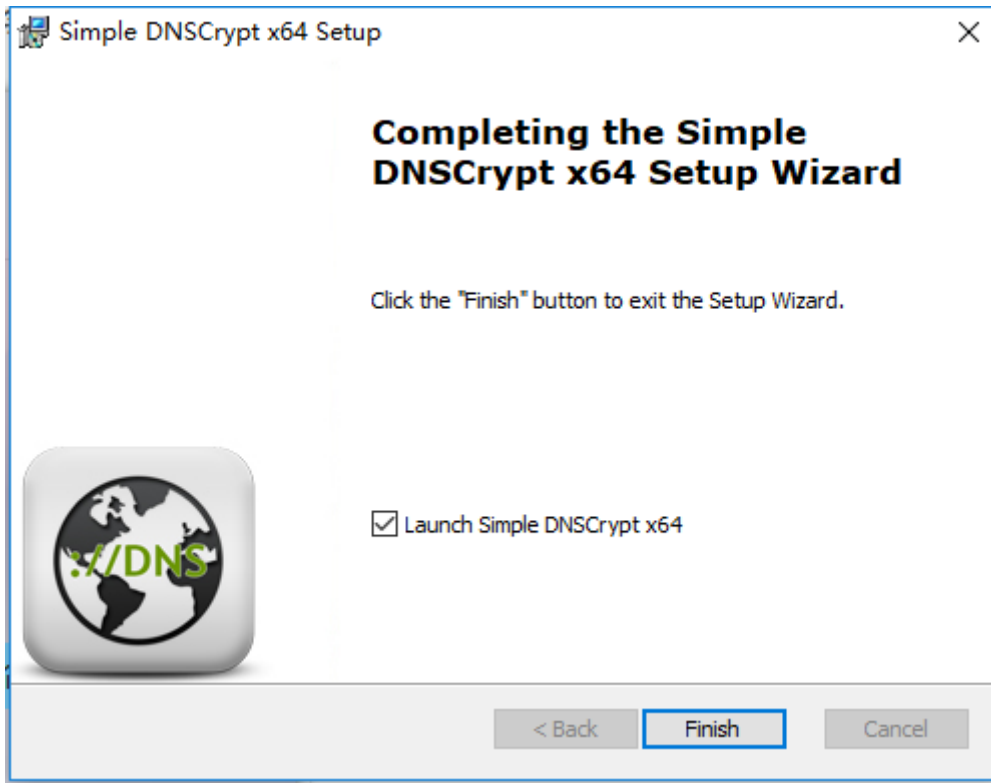 Simple DNSCrypt x64 Setup
Completing the Simple
DNSCrypt x64 Setup Wizard
Click the "Finish" button to exit the Setup Wizard.
Launch Simple DNSCrypt x64
://DNS
< Back
Finish
Cancel